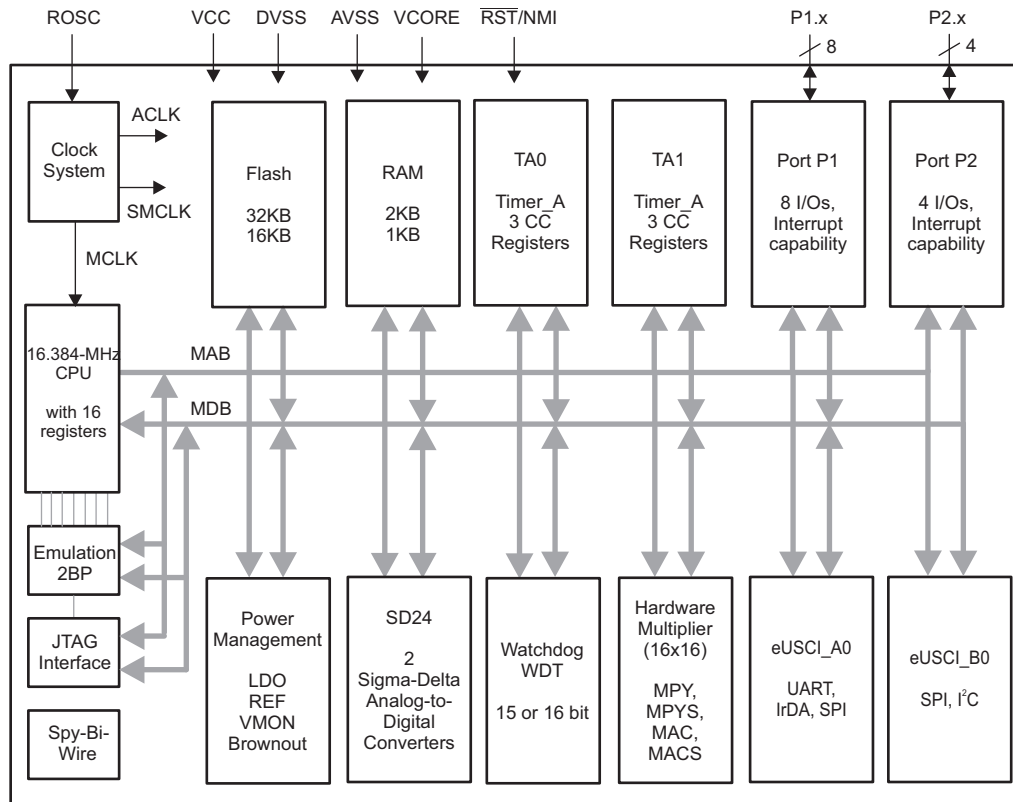 ROSC
VCC
DVSS
AVSS
VCORE
RST/NMI
P1.x
P2.x
8
4
Clock
System
ACLK
SMCLK
MCLK
Flash
32KB
16KB
RAM
2KB
1KB
TA0
Timer_A
3 CC
Registers
TA1
Timer_A
3 CC
Registers
Port P1
8 I/Os,
Interrupt
capability
Port P2
4 I/Os,
Interrupt
capability
16.384-MHz
CPU
with 16
registers
MAB
MDB
Emulation
2BP
JTAG
Interface
Spy-Bi-
Wire
Power
Management
LDO
REF
VMON
Brownout
SD24
2
Sigma-Delta
Analog-to-
Digital
Converters
Watchdog
WDT
15 or 16 bit
Hardware
Multiplier
(16x16)
MPY,
MPYS,
MAC,
MACS
eUSCI_A0
UART,
IrDA, SPI
eUSCI_B0
SPI, I²C